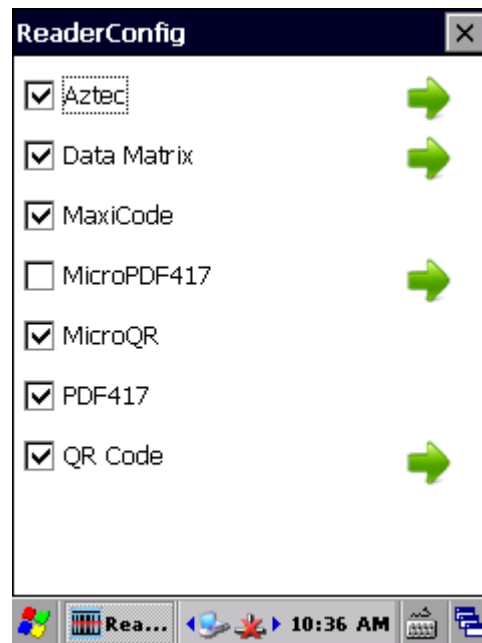 ReaderConfig
Aztec
Data Matrix
MaxiCode
MicroPDF417
MicroQR
PDF417
QR Code
Rea... 10:36 AM